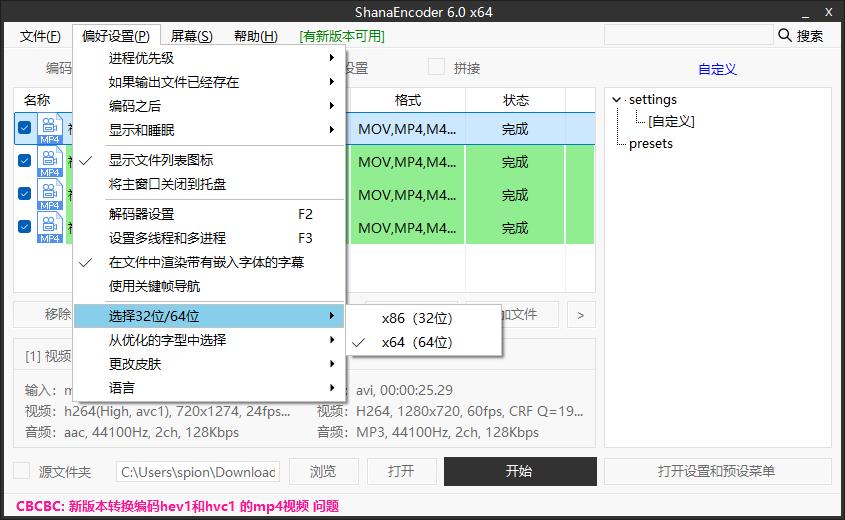 ShanaEncoder 6.0 x64
文件(F) 偏好设置(P) 屏幕(S) 帮助(H) [有新版本可用] 搜索
编码 设置 拼接 自定义
进程优先级
如果输出文件已经存在
编码之后
显示和睡眠
显示文件列表图标
将主窗口关闭到托盘
解码器设置 F2
设置多线程和多进程 F3
在文件中渲染带有嵌入字体的字幕
使用关键帧导航
选择32位/64位
从优化的字型中选择
更改皮肤
语言
x86（32位）
x64（64位）
名称 格式 状态
MP4 MOV,MP4,M4... 完成
MP4 MOV,MP4,M4... 完成
MP4 MOV,MP4,M4... 完成
MP4 MOV,MP4,M4... 完成
settings
[自定义]
presets
移除 加文件 >
[1] 视频
输入： avi, 00:00:25.29
视频： h264(High, avc1), 720x1274, 24fps... 视频： H264, 1280x720, 60fps, CRF Q=19...
音频： aac, 44100Hz, 2ch, 128Kbps 音频： MP3, 44100Hz, 2ch, 128Kbps
源文件夹 C:\Users\spion\Download 浏览 打开 开始 打开设置和预设菜单
CBCBC: 新版本转换编码hev1和hvc1 的mp4视频 问题